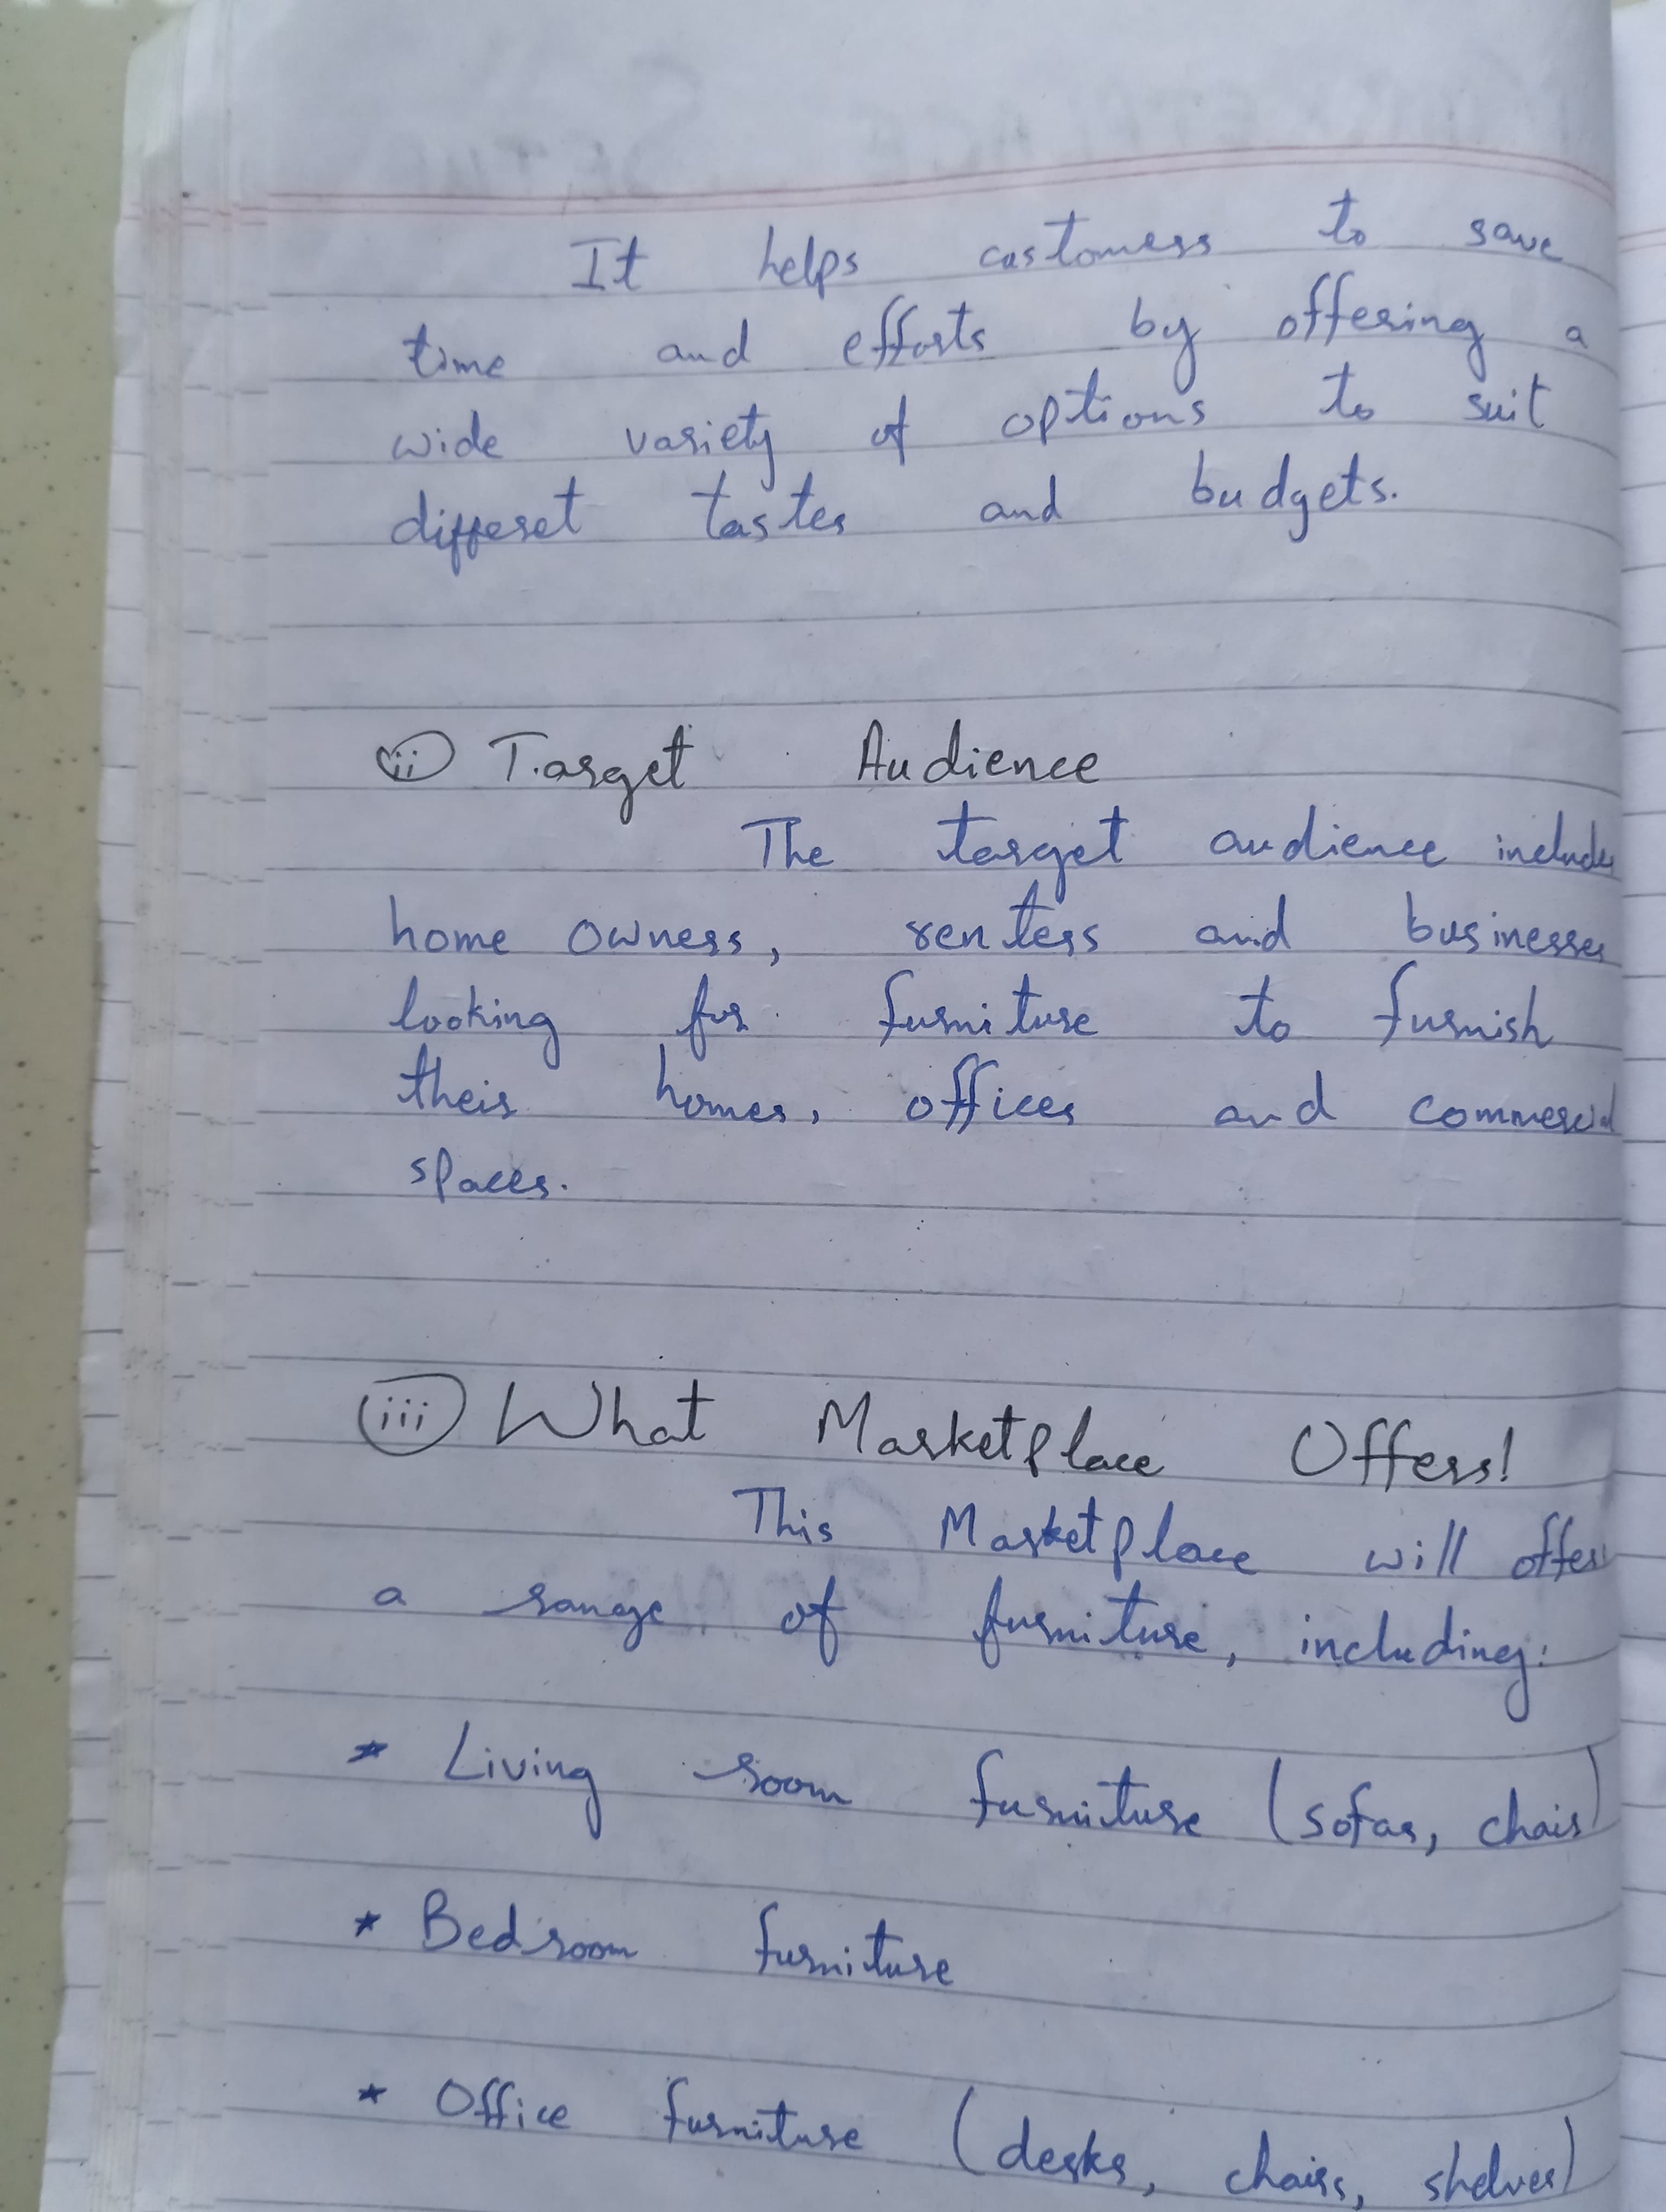 It helps customers to save
time and efforts by offering a
wide variety of options to suit
differet tastes and budgets.
(ii) Target Audience
The target audience includes
home owners, renters and businesses
looking for furniture to furnish
their homes, offices and commercial
spaces.
(iii) What Marketplace Offers!
This Marketplace will offer
a range of furniture, including:
* Living room furniture (sofas, chais)
* Bedroom furniture
* Office furniture (desks, chairs, shelves)